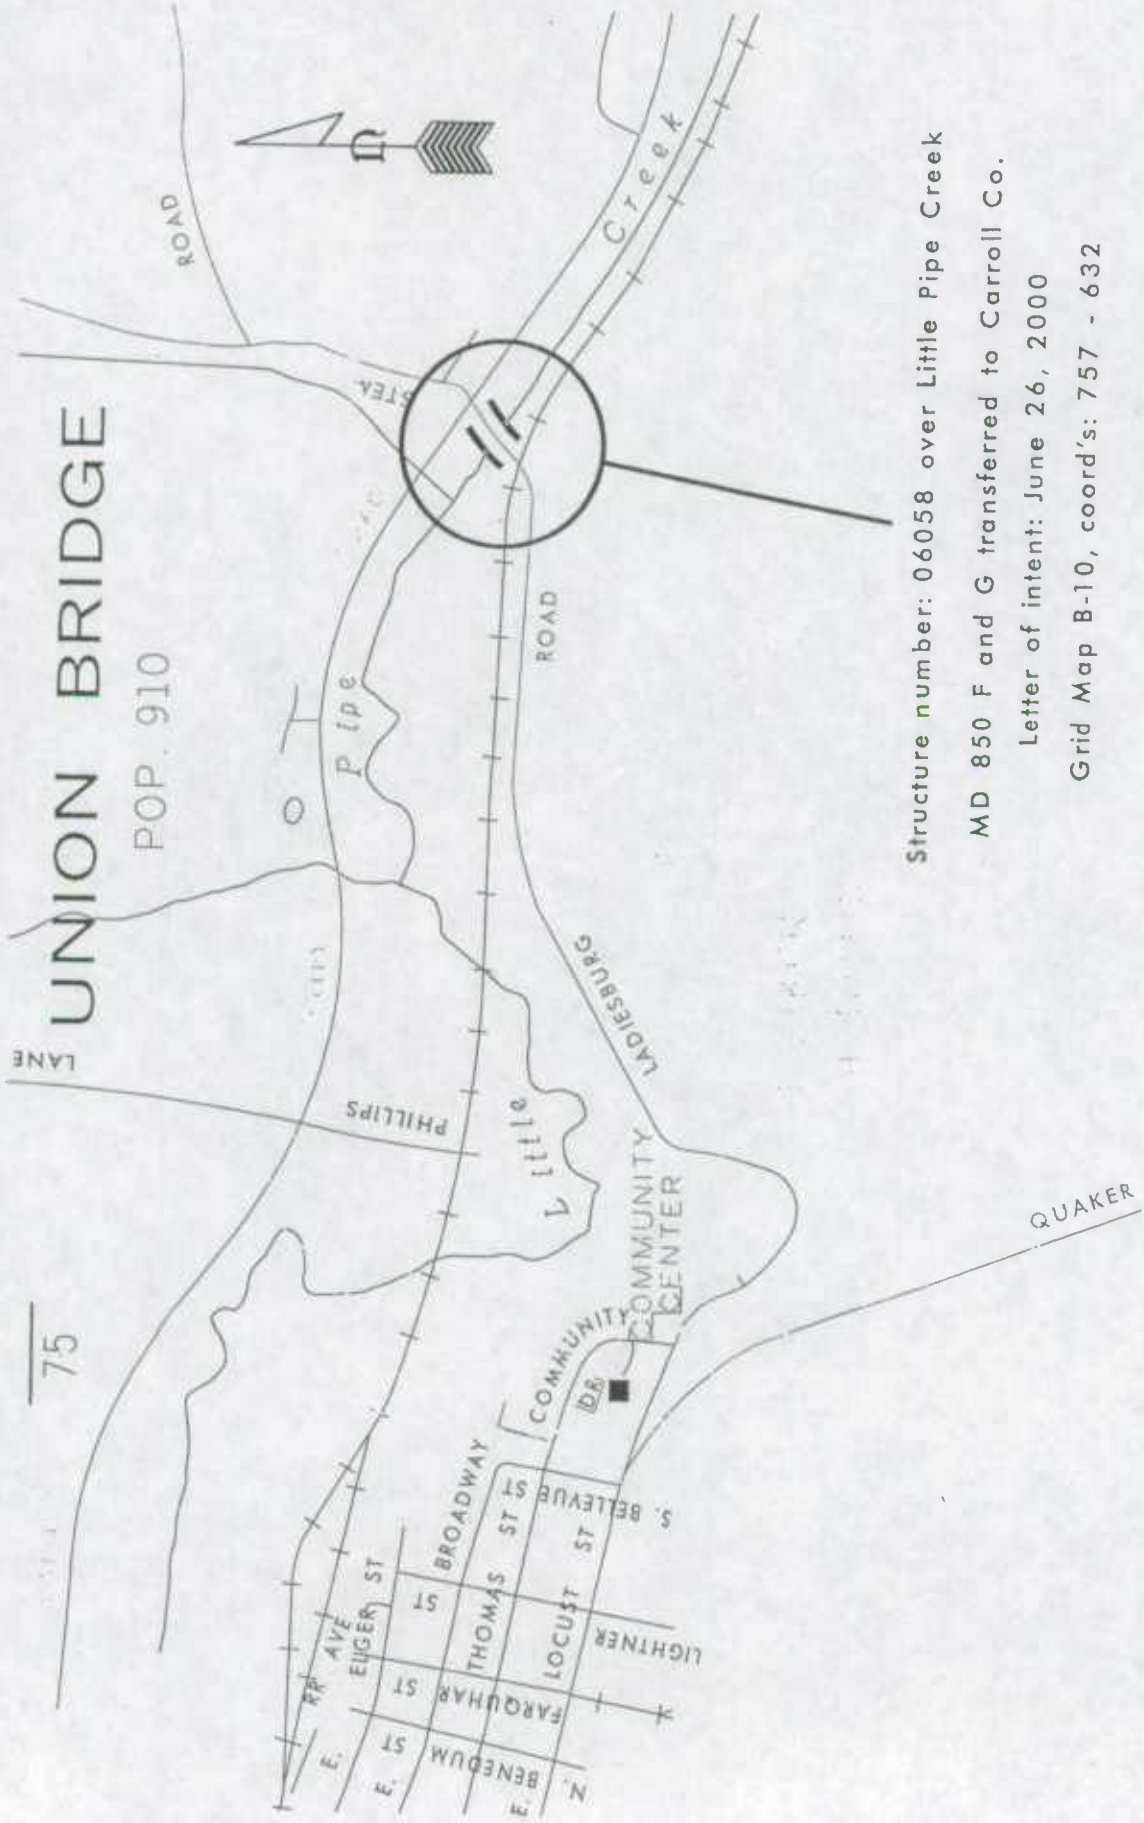 UNION BRIDGE
POP. 910
75
LANE
PHILLIPS
ROAD
n
Little
Pipe
Creek
ROAD
LADIESBURG
QUAKER
COMMUNITY
CENTER
COMMUNITY
DR
BROADWAY
S. BELLEVUE ST
THOMAS ST
LOCUST ST
LIGHTNER
ST
FARQUHAR
ST
N. BENEDUM
ST
E. RR AVE
E. ELGER ST
E.
Structure number: 06058 over Little Pipe Creek
MD 850 F and G transferred to Carroll Co.
Letter of intent: June 26, 2000
Grid Map B-10, coord's: 757 - 632